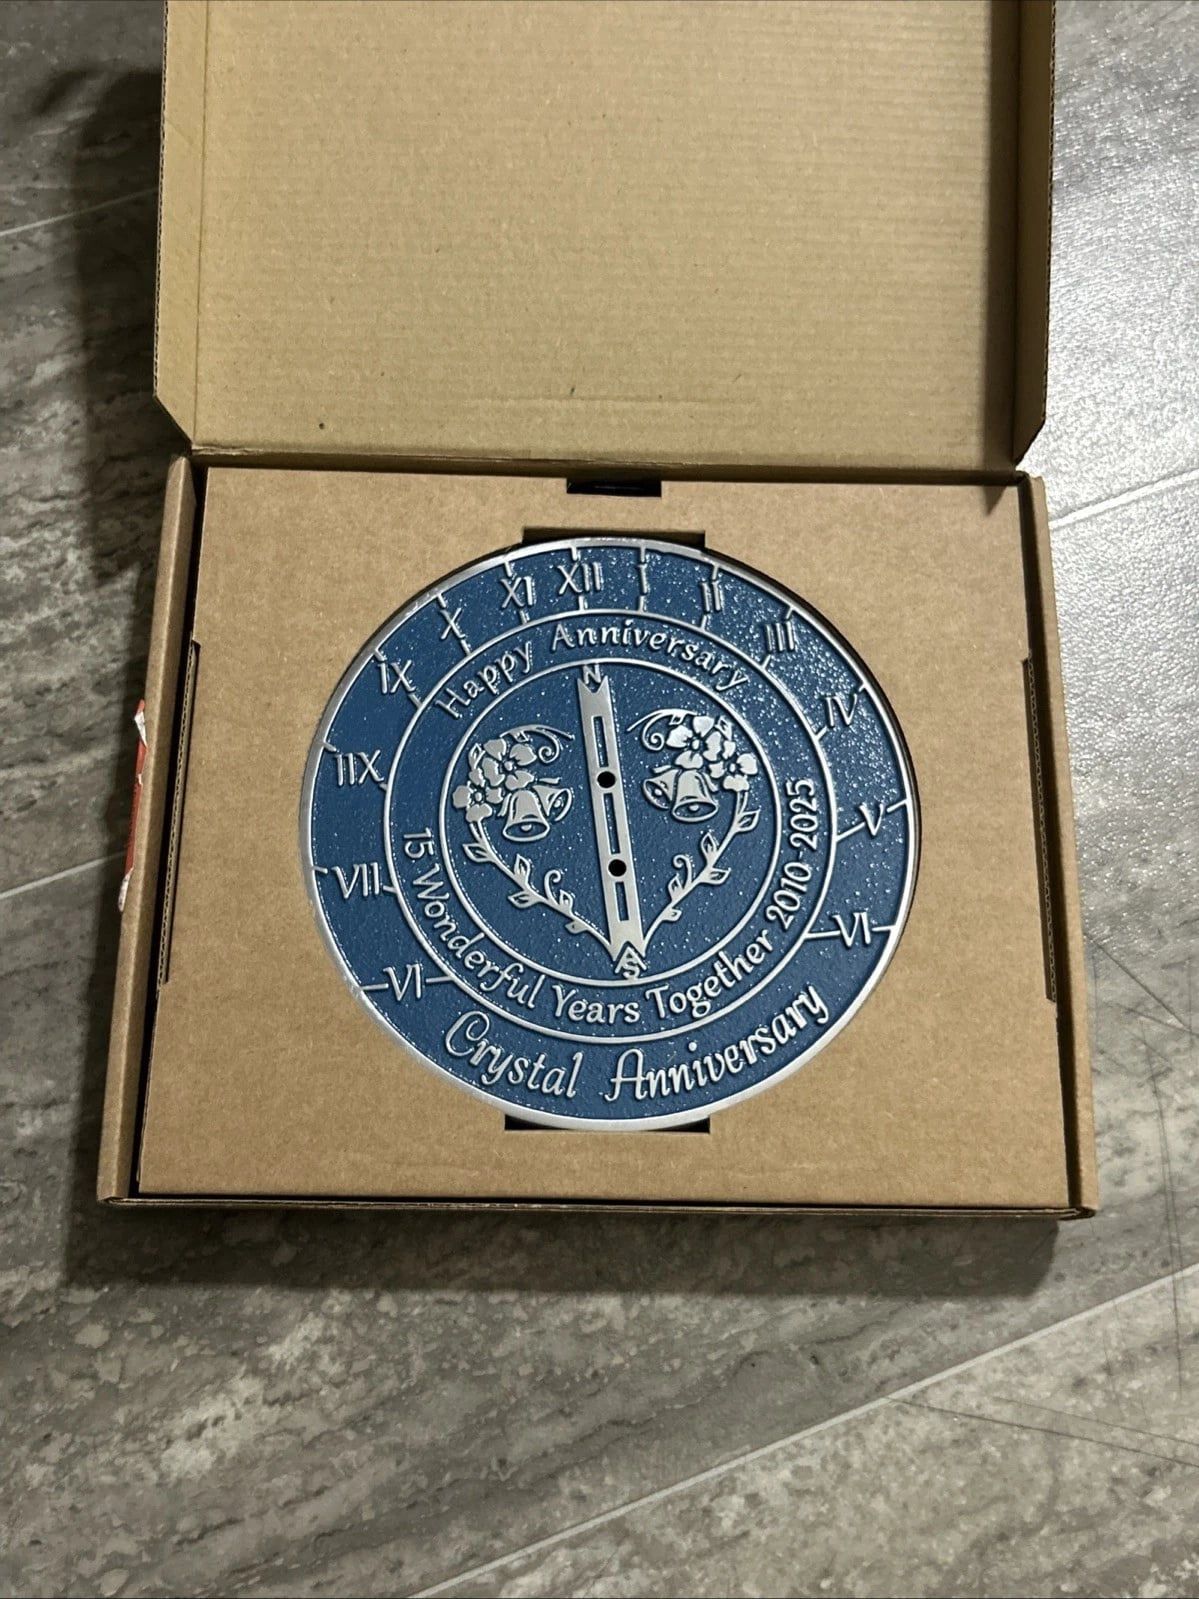 VI
VII
IIX
IX
X
XI
XII
I
II
III
IV
V
VI
Happy Anniversary
N
S
15 Wonderful Years Together 2010-2025
Crystal Anniversary